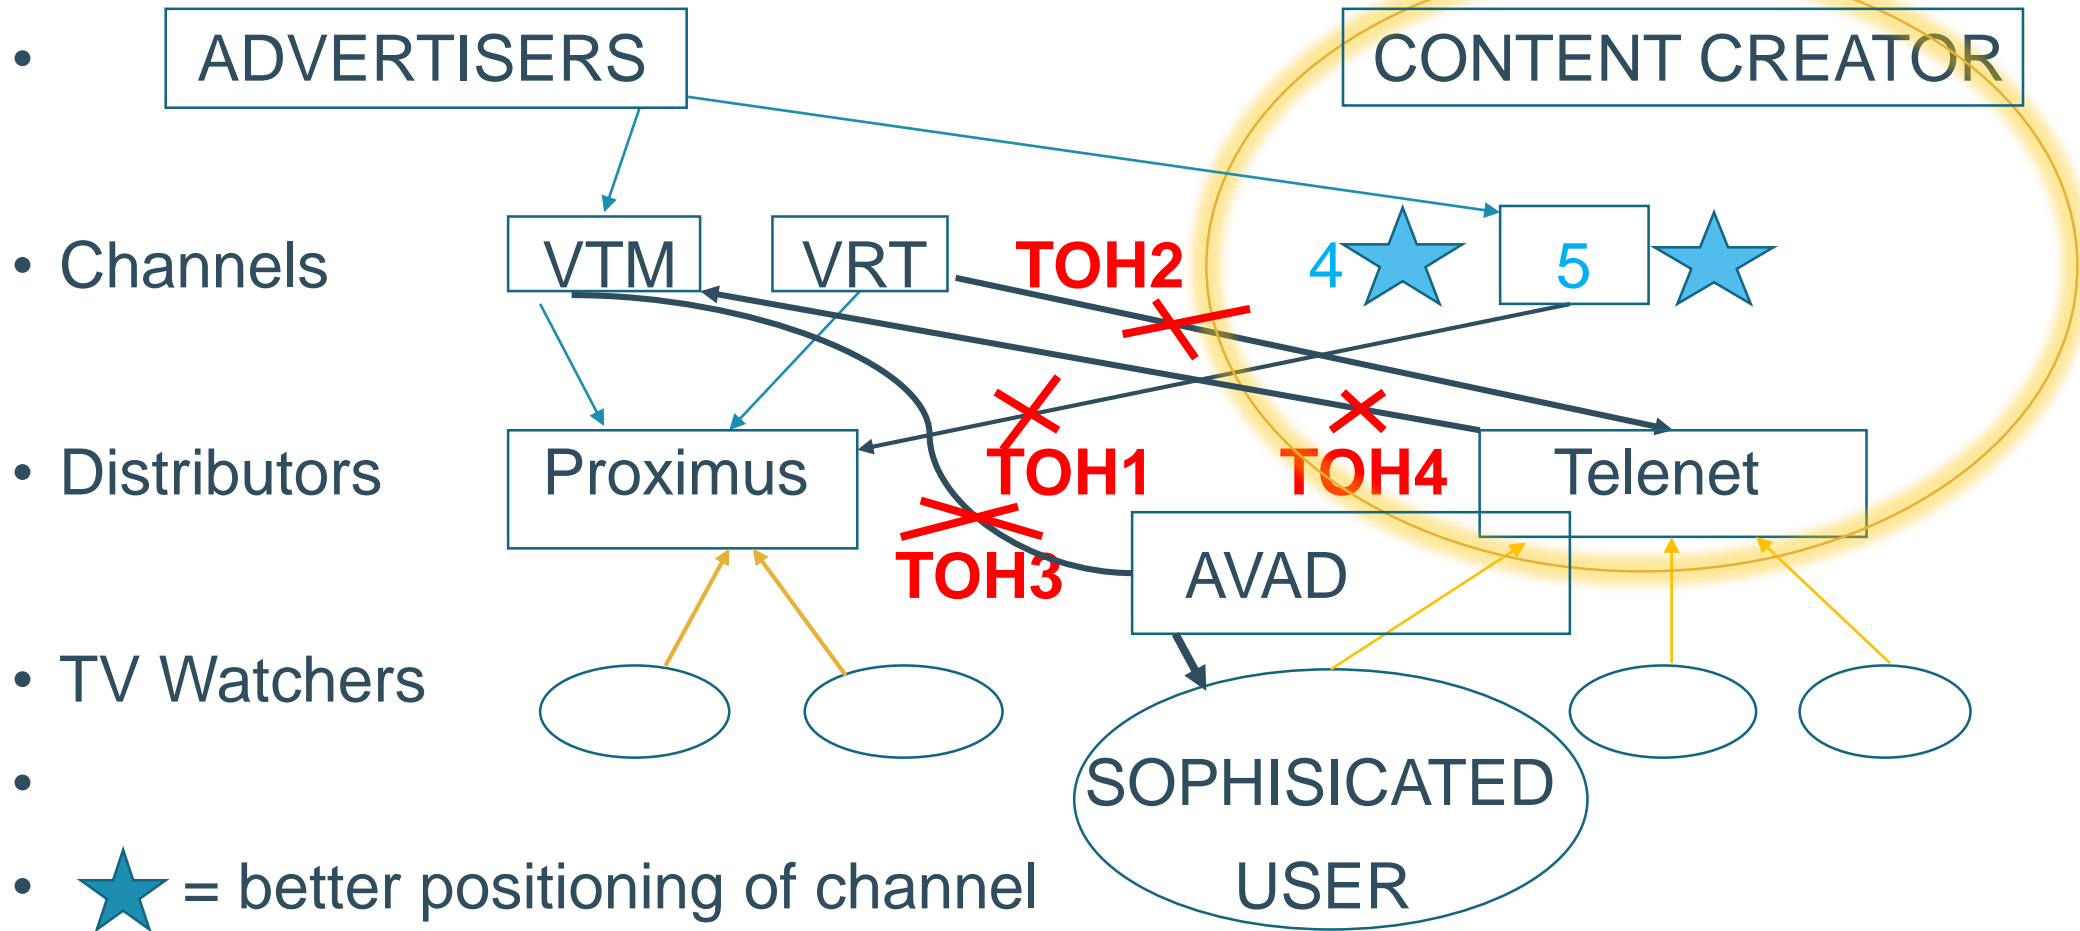 • ADVERTISERS CONTENT CREATOR
• Channels VTM VRT TOH2 4 5
TOH1 TOH4
• Distributors Proximus Telenet
TOH3 AVAD
• TV Watchers
• SOPHISICATED
• = better positioning of channel USER